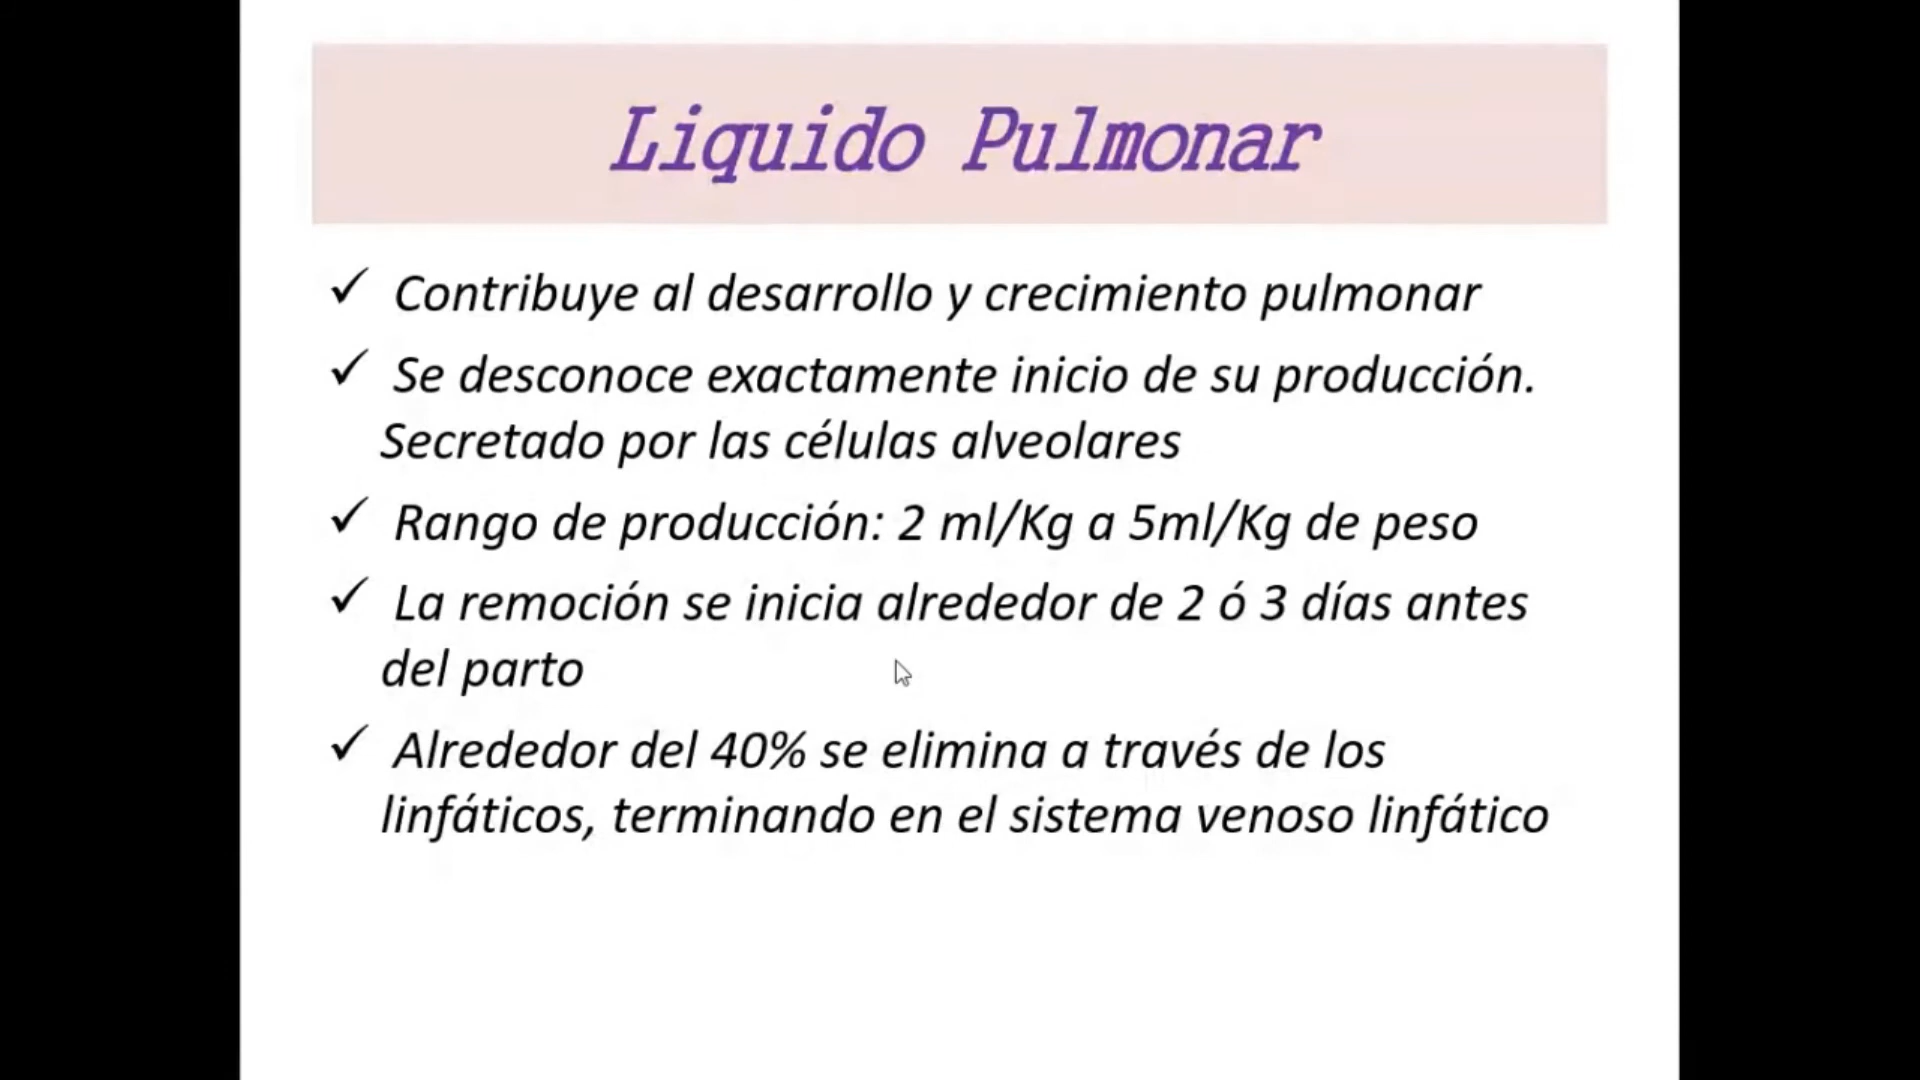 Liquido Pulmonar
✓ Contribuye al desarrollo y crecimiento pulmonar
✓ Se desconoce exactamente inicio de su producción.
Secretado por las células alveolares
✓ Rango de producción: 2 ml/Kg a 5ml/Kg de peso
✓ La remoción se inicia alrededor de 2 ó 3 días antes
del parto
✓ Alrededor del 40% se elimina a través de los
linfáticos, terminando en el sistema venoso linfático